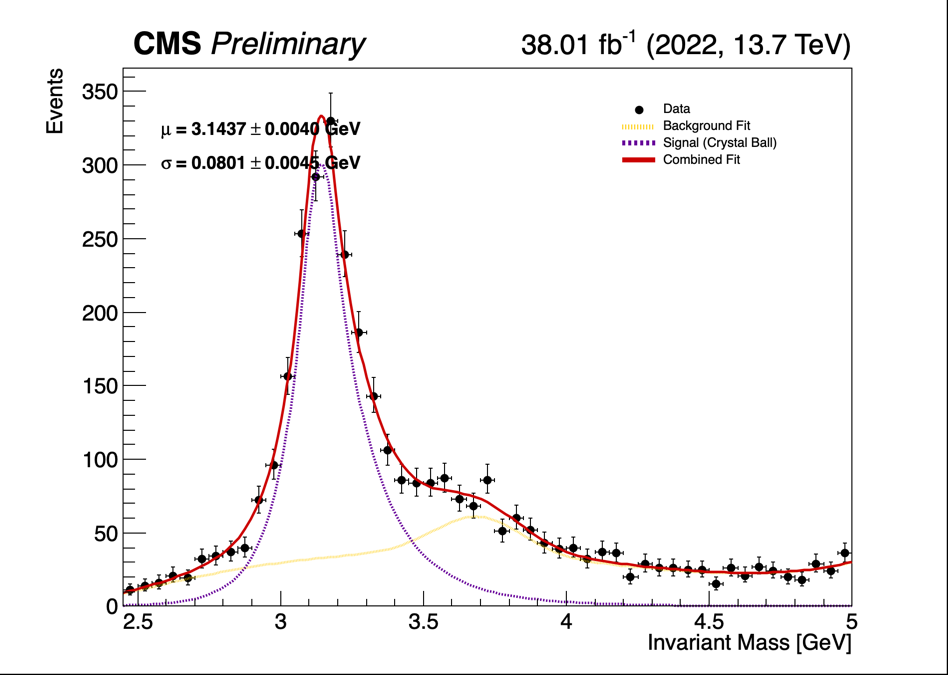 CMS Preliminary 38.01 fb⁻¹ (2022, 13.7 TeV)
Events
350
300
250
200
150
100
50
0
μ = 3.1437 ± 0.0040 GeV
σ = 0.0801 ± 0.0045 GeV
Data
Background Fit
Signal (Crystal Ball)
Combined Fit
2.5 3 3.5 4 4.5 5
Invariant Mass [GeV]